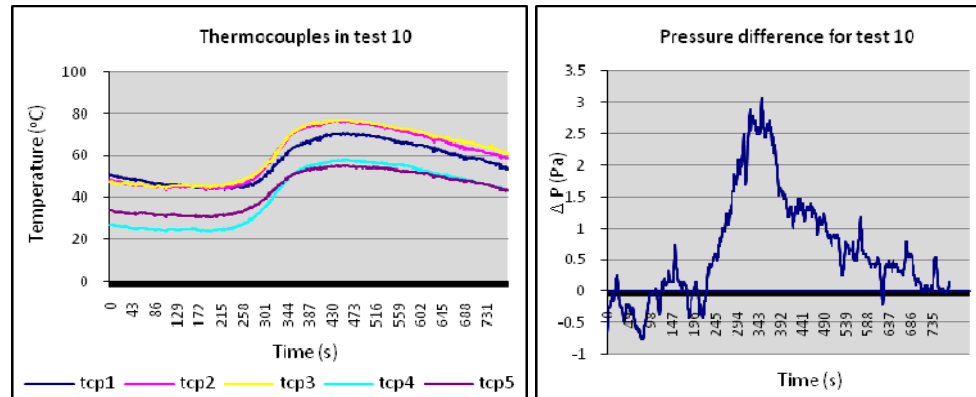 Thermocouples in test 10
Temperature (°C)
100
80
60
40
20
0
0 43 86 129 172 215 258 301 344 387 430 473 516 559 602 645 688 731
Time (s)
tcp1 tcp2 tcp3 tcp4 tcp5
Pressure difference for test 10
Δ P (Pa)
3.5
3
2.5
2
1.5
1
0.5
0
-0.5
-1
0 49 98 147 196 245 294 343 392 441 490 539 588 637 686 735
Time (s)